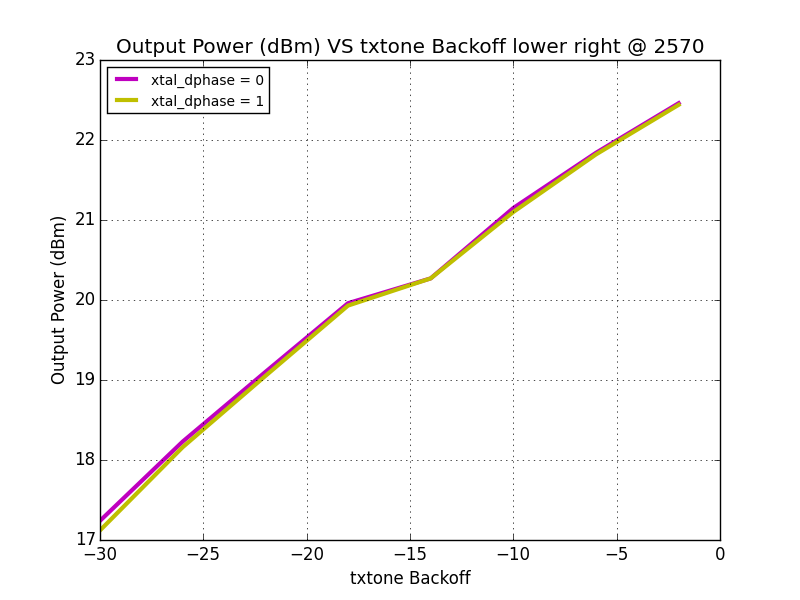 Output Power (dBm) VS txtone Backoff lower right @ 2570
xtal_dphase = 0
xtal_dphase = 1
23
22
21
20
19
18
17
Output Power (dBm)
−30 −25 −20 −15 −10 −5 0
txtone Backoff